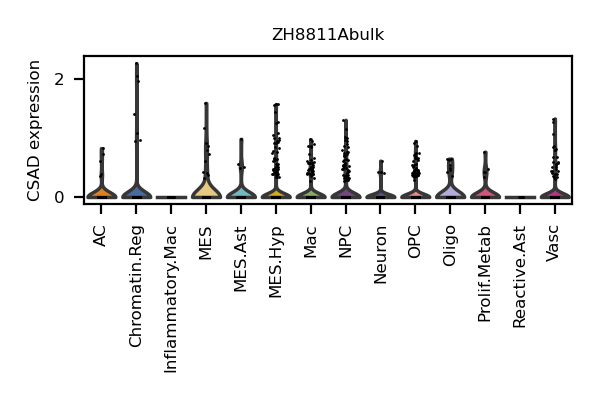 ZH8811Abulk
CSAD expression
2
0
AC
Chromatin.Reg
Inflammatory.Mac
MES
MES.Ast
MES.Hyp
Mac
NPC
Neuron
OPC
Oligo
Prolif.Metab
Reactive.Ast
Vasc